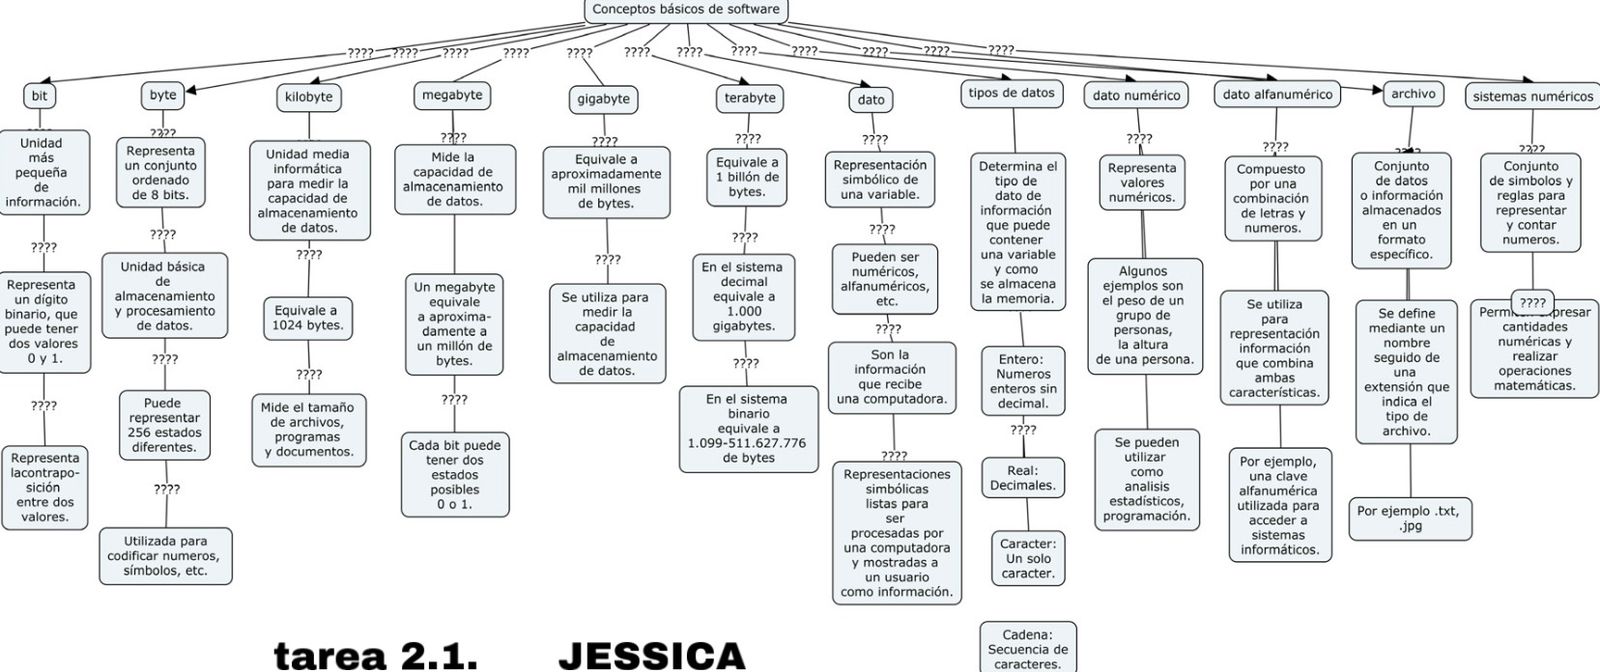 Conceptos básicos de software
???? ???? ???? ???? ???? ???? ???? ???? ???? ???? ???? ????
bit
????
Unidad
más
pequeña
de
información.
????
Representa
un dígito
binario, que
puede tener
dos valores
0 y 1.
????
Representa
lacontrapo-
sición
entre dos
valores.
byte
????
Representa
un conjunto
ordenado
de 8 bits.
????
Unidad básica
de
almacenamiento
y procesamiento
de datos.
????
Puede
representar
256 estados
diferentes.
????
Utilizada para
codificar numeros,
símbolos, etc.
kilobyte
Unidad media
informática
para medir la
capacidad de
almacenamiento
de datos.
????
Equivale a
1024 bytes.
????
Mide el tamaño
de archivos,
programas
y documentos.
megabyte
????
Mide la
capacidad de
almacenamiento
de datos.
Un megabyte
equivale
a aproxima-
damente a
un millón de
bytes.
????
Cada bit puede
tener dos
estados
posibles
0 o 1.
gigabyte
????
Equivale a
aproximadamente
mil millones
de bytes.
????
Se utiliza para
medir la
capacidad
de
almacenamiento
de datos.
terabyte
????
Equivale a
1 billón de
bytes.
????
En el sistema
decimal
equivale a
1.000
gigabytes.
????
En el sistema
binario
equivale a
1.099-511.627.776
de bytes
dato
????
Representación
simbólico de
una variable.
????
Pueden ser
numéricos,
alfanuméricos,
etc.
????
Son la
información
que recibe
una computadora.
????
Representaciones
simbólicas
listas para
ser
procesadas por
una computadora
y mostradas a
un usuario
como información.
tipos de datos
Determina el
tipo de
dato de
información
que puede
contener
una variable
y como
se almacena
la memoria.
Entero:
Numeros
enteros sin
decimal.
????
Real:
Decimales.
Caracter:
Un solo
caracter.
Cadena:
Secuencia de
caracteres.
dato numérico
????
Representa
valores
numéricos.
Algunos
ejemplos son
el peso de un
grupo de
personas,
la altura
de una persona.
Se pueden
utilizar
como
analisis
estadísticos,
programación.
dato alfanumérico
????
Compuesto
por una
combinación
de letras y
numeros.
Se utiliza
para
representación
información
que combina
ambas
características.
Por ejemplo,
una clave
alfanumérica
utilizada para
acceder a
sistemas
informáticos.
archivo
????
Conjunto
de datos
o información
almacenados
en un
formato
específico.
Se define
mediante un
nombre
seguido de
una
extensión que
indica el
tipo de
archivo.
Por ejemplo .txt,
.jpg
sistemas numéricos
????
Conjunto
de simbolos y
reglas para
representar
y contar
numeros.
????
cantidades
numéricas y
realizar
operaciones
matemáticas.
tarea 2.1. JESSICA